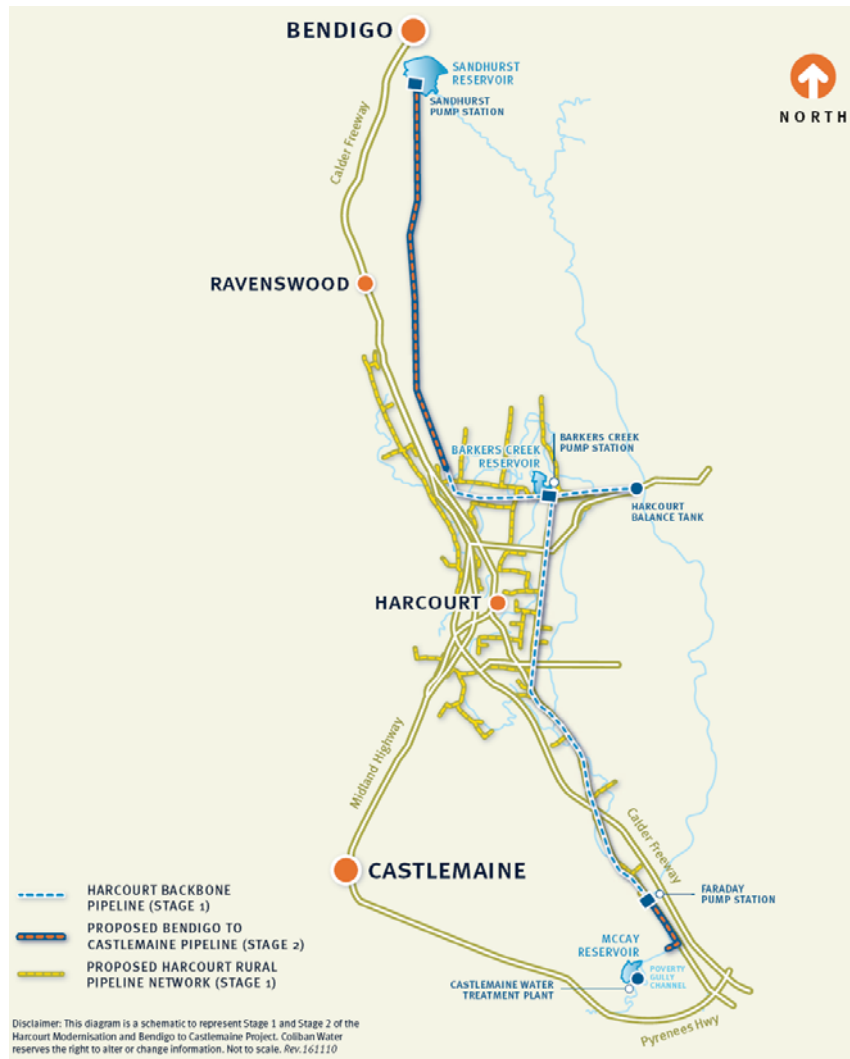 BENDIGO
SANDHURST
RESERVOIR
SANDHURST
PUMP STATION
NORTH
Calder Freeway
RAVENSWOOD
BARKERS CREEK
RESERVOIR
BARKERS CREEK
PUMP STATION
HARCOURT
BALANCE TANK
HARCOURT
Midland Highway
CASTLEMAINE
Calder Freeway
FARADAY
PUMP STATION
MCCAY
RESERVOIR
POVERTY
GULLY
CHANNEL
CASTLEMAINE WATER
TREATMENT PLANT
Pyrenees Hwy
HARCOURT BACKBONE
PIPELINE (STAGE 1)
PROPOSED BENDIGO TO
CASTLEMAINE PIPELINE (STAGE 2)
PROPOSED HARCOURT RURAL
PIPELINE NETWORK (STAGE 1)
Disclaimer: This diagram is a schematic to represent Stage 1 and Stage 2 of the
Harcourt Modernisation and Bendigo to Castlemaine Project. Coliban Water
reserves the right to alter or change information. Not to scale. Rev.161110